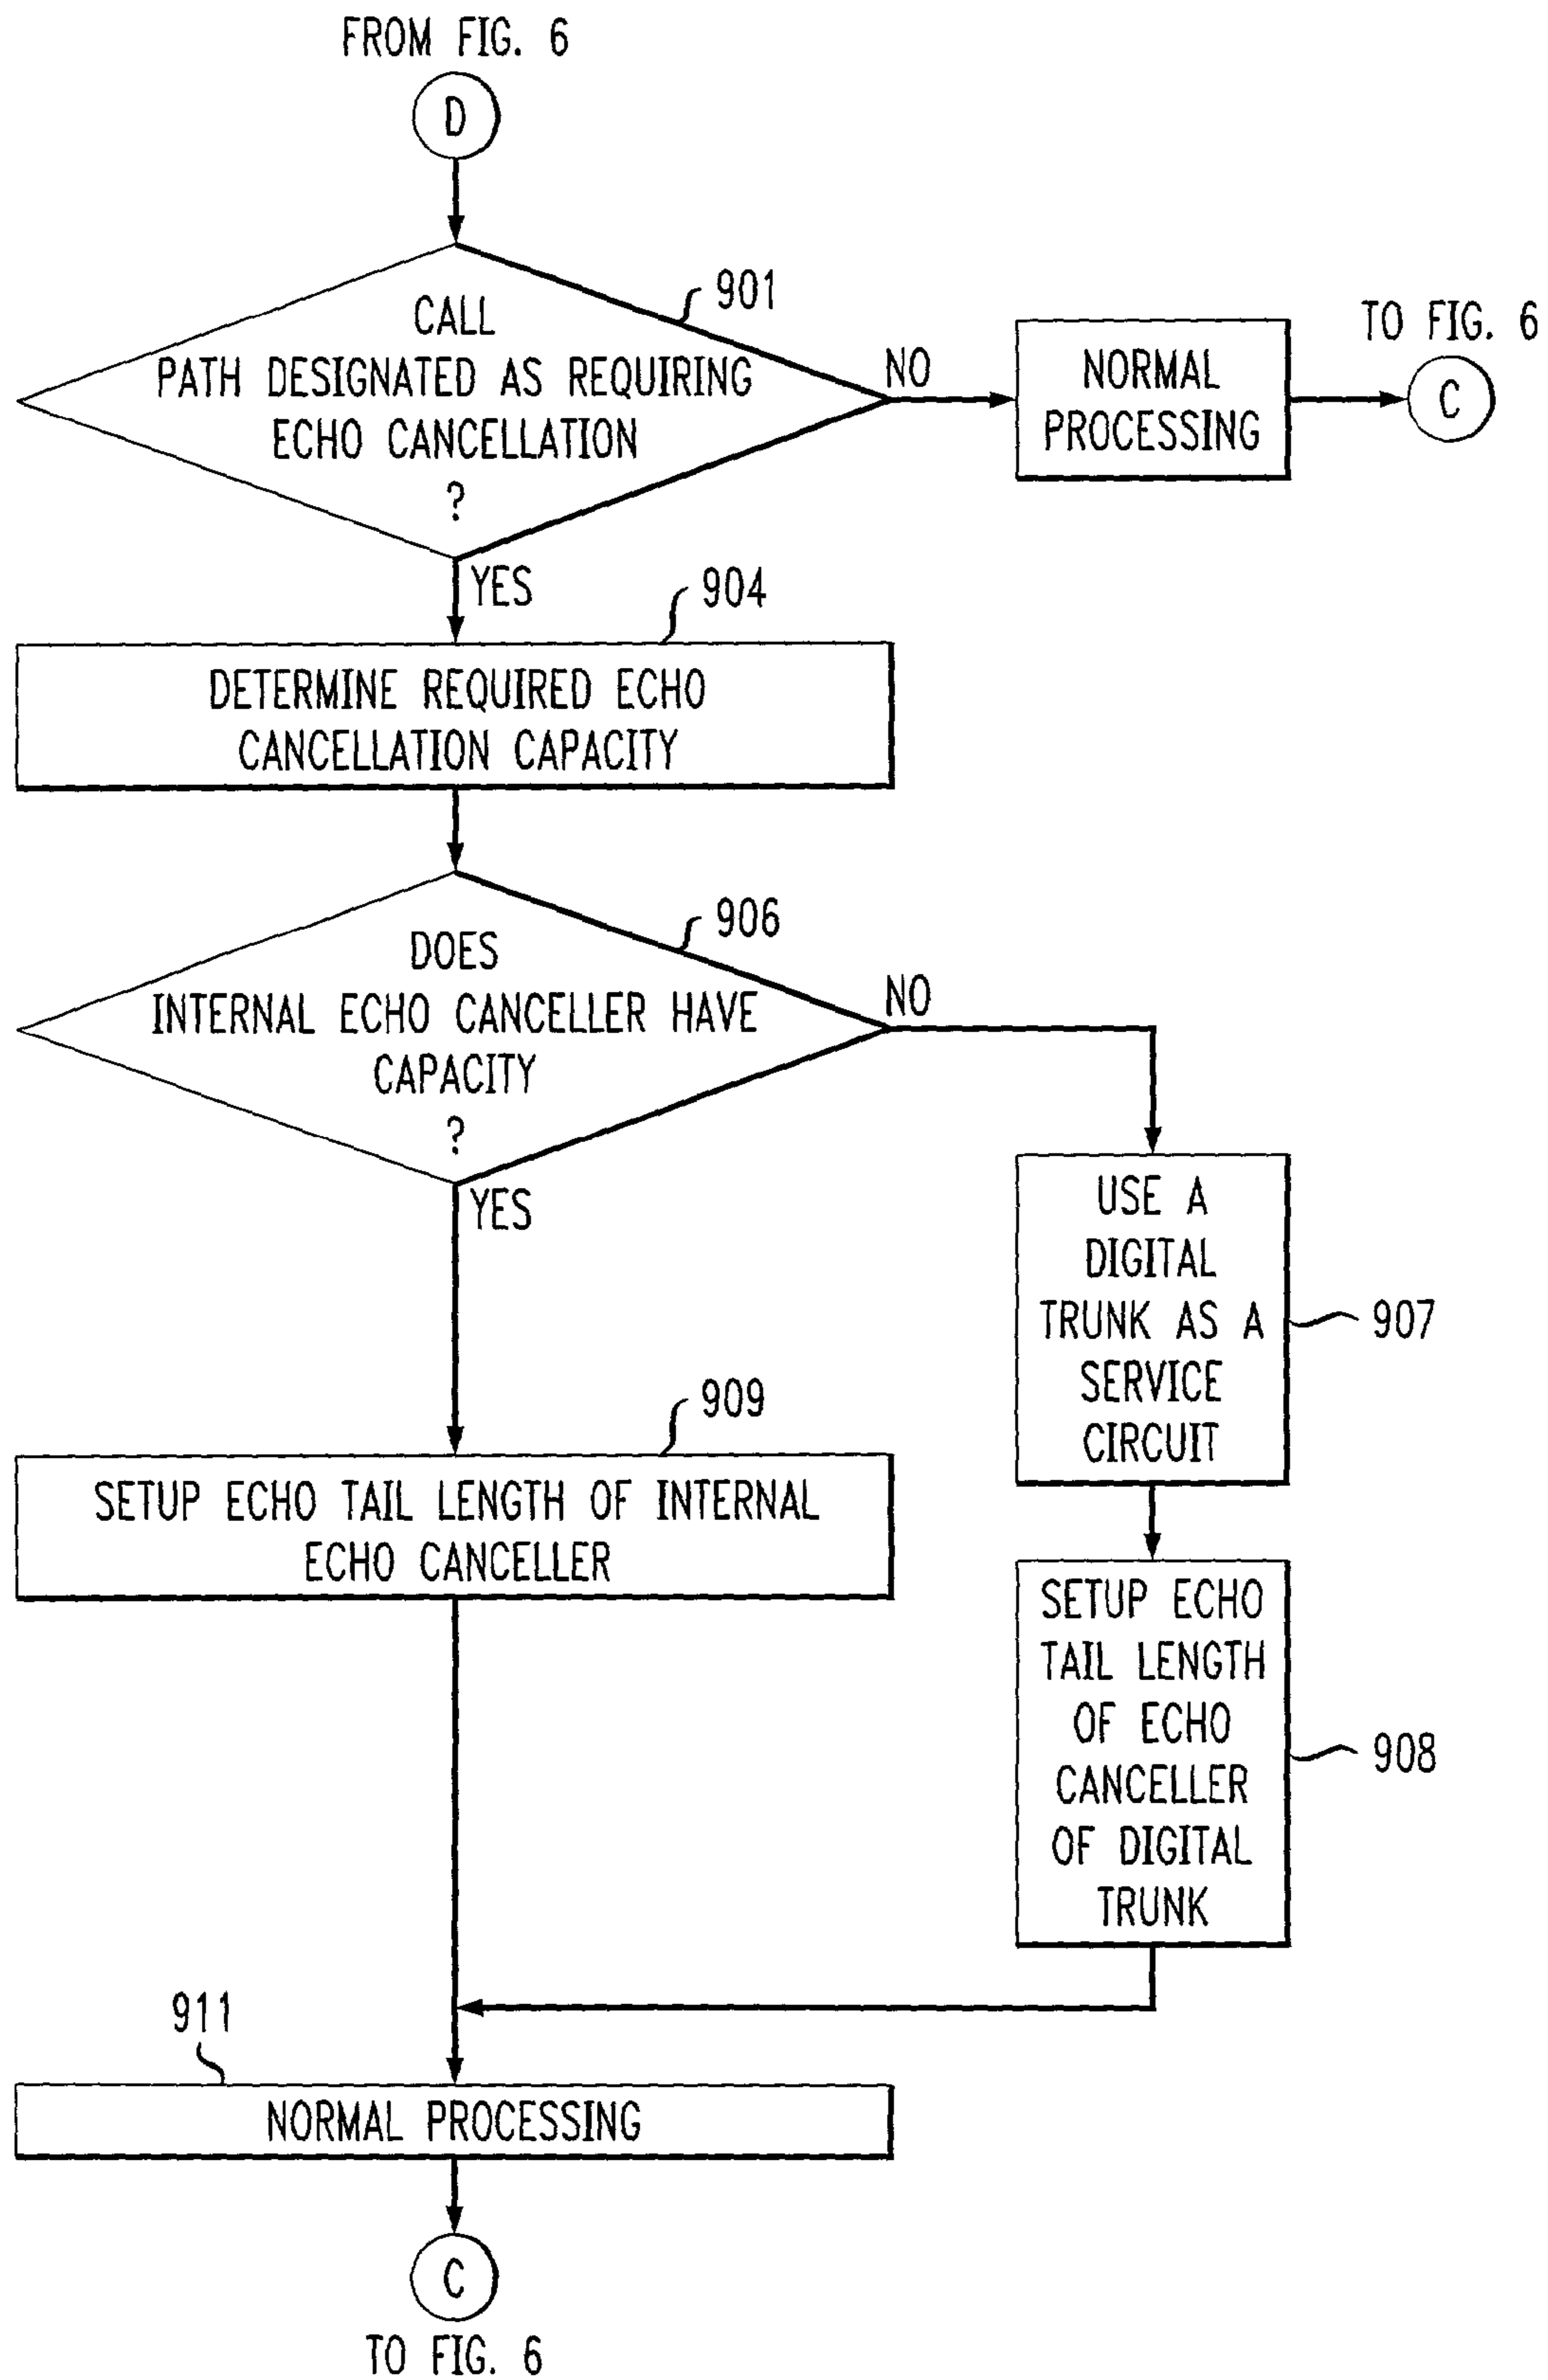 FROM FIG. 6
D
901
CALL
PATH DESIGNATED AS REQUIRING
ECHO CANCELLATION
?
NO
NORMAL
PROCESSING
TO FIG. 6
C
YES
904
DETERMINE REQUIRED ECHO
CANCELLATION CAPACITY
906
DOES
INTERNAL ECHO CANCELLER HAVE
CAPACITY
?
NO
YES
USE A
DIGITAL
TRUNK AS A
SERVICE
CIRCUIT
907
909
SETUP ECHO TAIL LENGTH OF INTERNAL
ECHO CANCELLER
SETUP ECHO
TAIL LENGTH
OF ECHO
CANCELLER
OF DIGITAL
TRUNK
908
911
NORMAL PROCESSING
C
TO FIG. 6